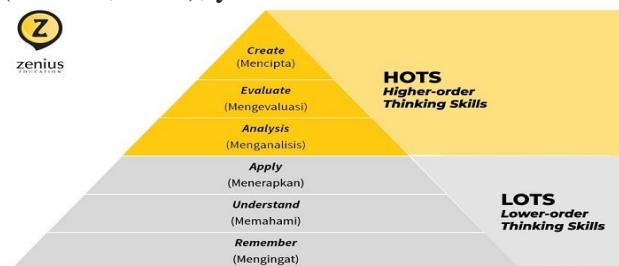 Z
zenius
EDUCATION
Create
(Mencipta)
Evaluate
(Mengevaluasi)
Analysis
(Menganalisis)
HOTS
Higher-order
Thinking Skills
Apply
(Menerapkan)
Understand
(Memahami)
Remember
(Mengingat)
LOTS
Lower-order
Thinking Skills